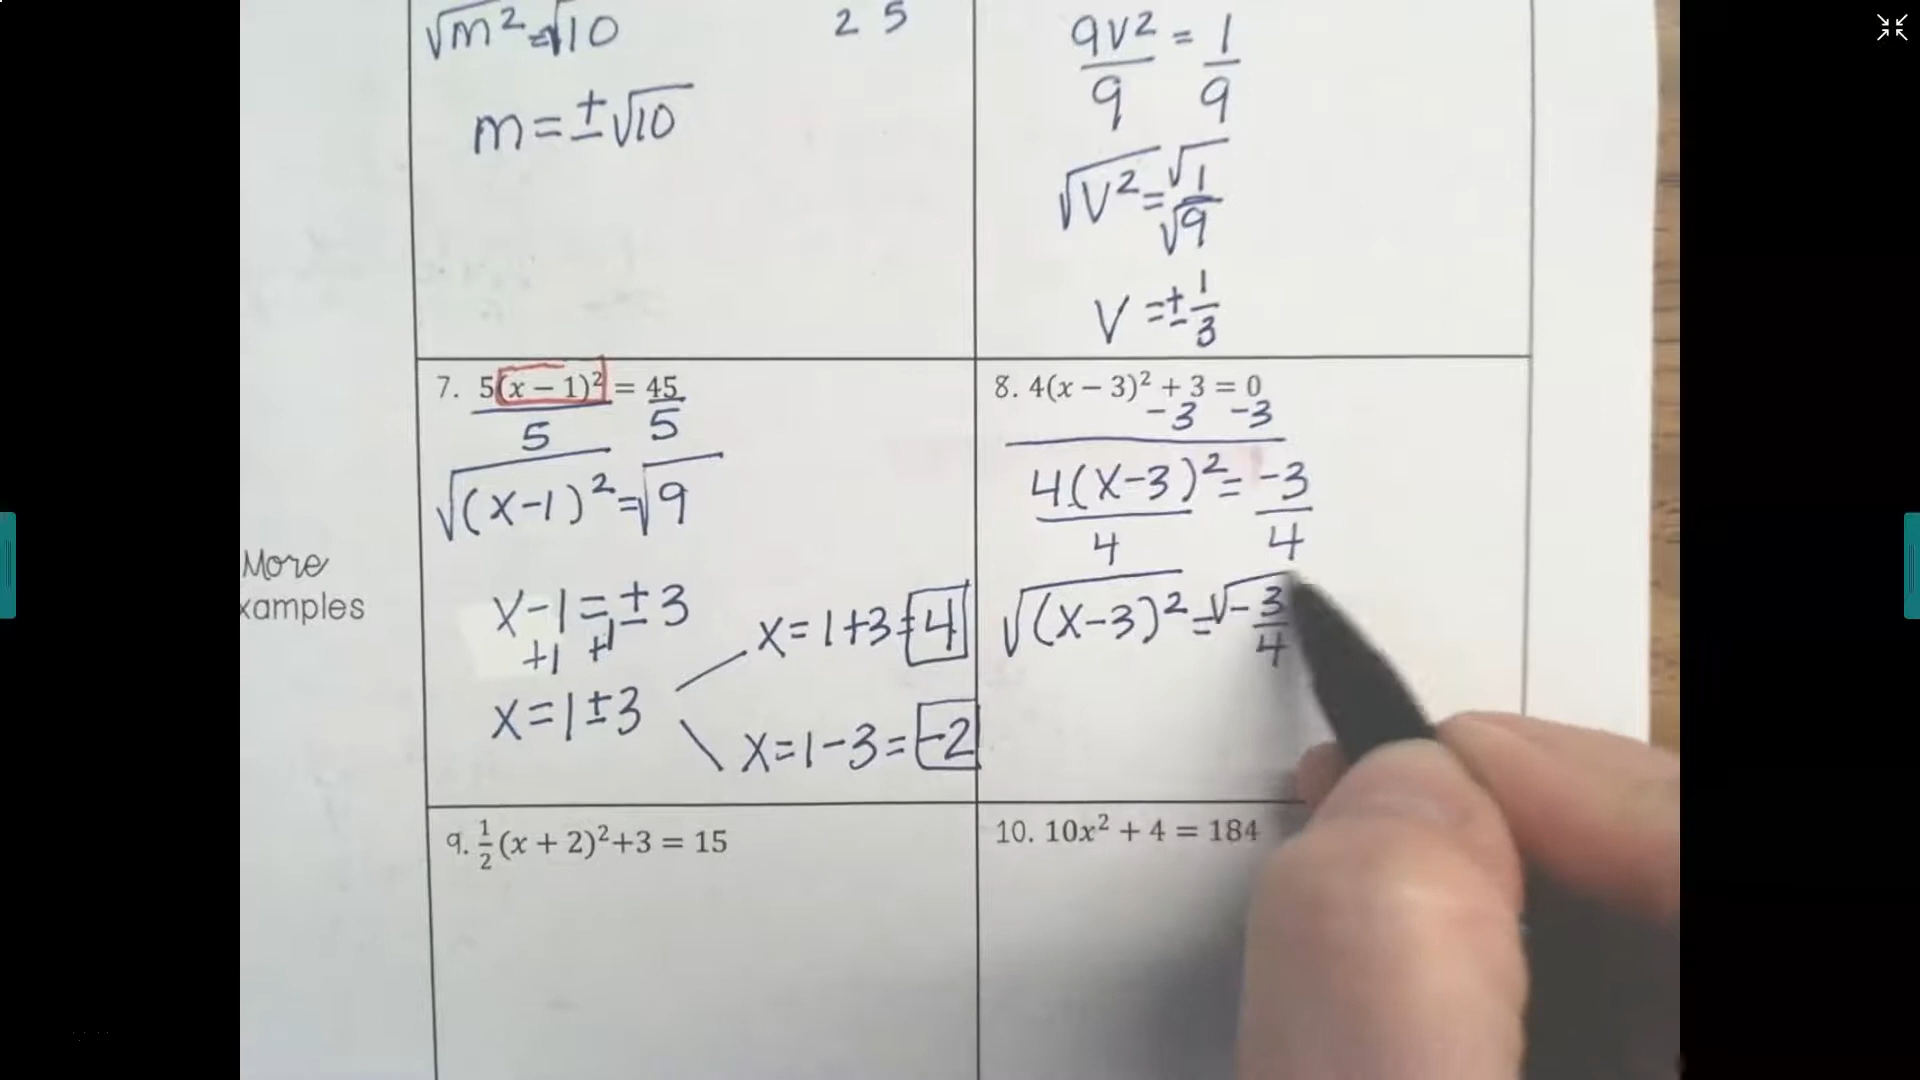 √m² = √10
2 5
m = ±√10
9v² = 1
9 9
√v² = √1
√9
v = ± 1/3
More
xamples
7. 5(x − 1)² = 45
5 5
√(x-1)² = √9
x-1 = ±3
+1 +1
x = 1±3
x = 1+3 = 4
x = 1-3 = -2
8. 4(x − 3)² + 3 = 0
-3 -3
4(x-3)² = -3
4 4
√(x-3)² = √-3/4
9. 1/2(x + 2)²+3 = 15
10. 10x² + 4 = 184